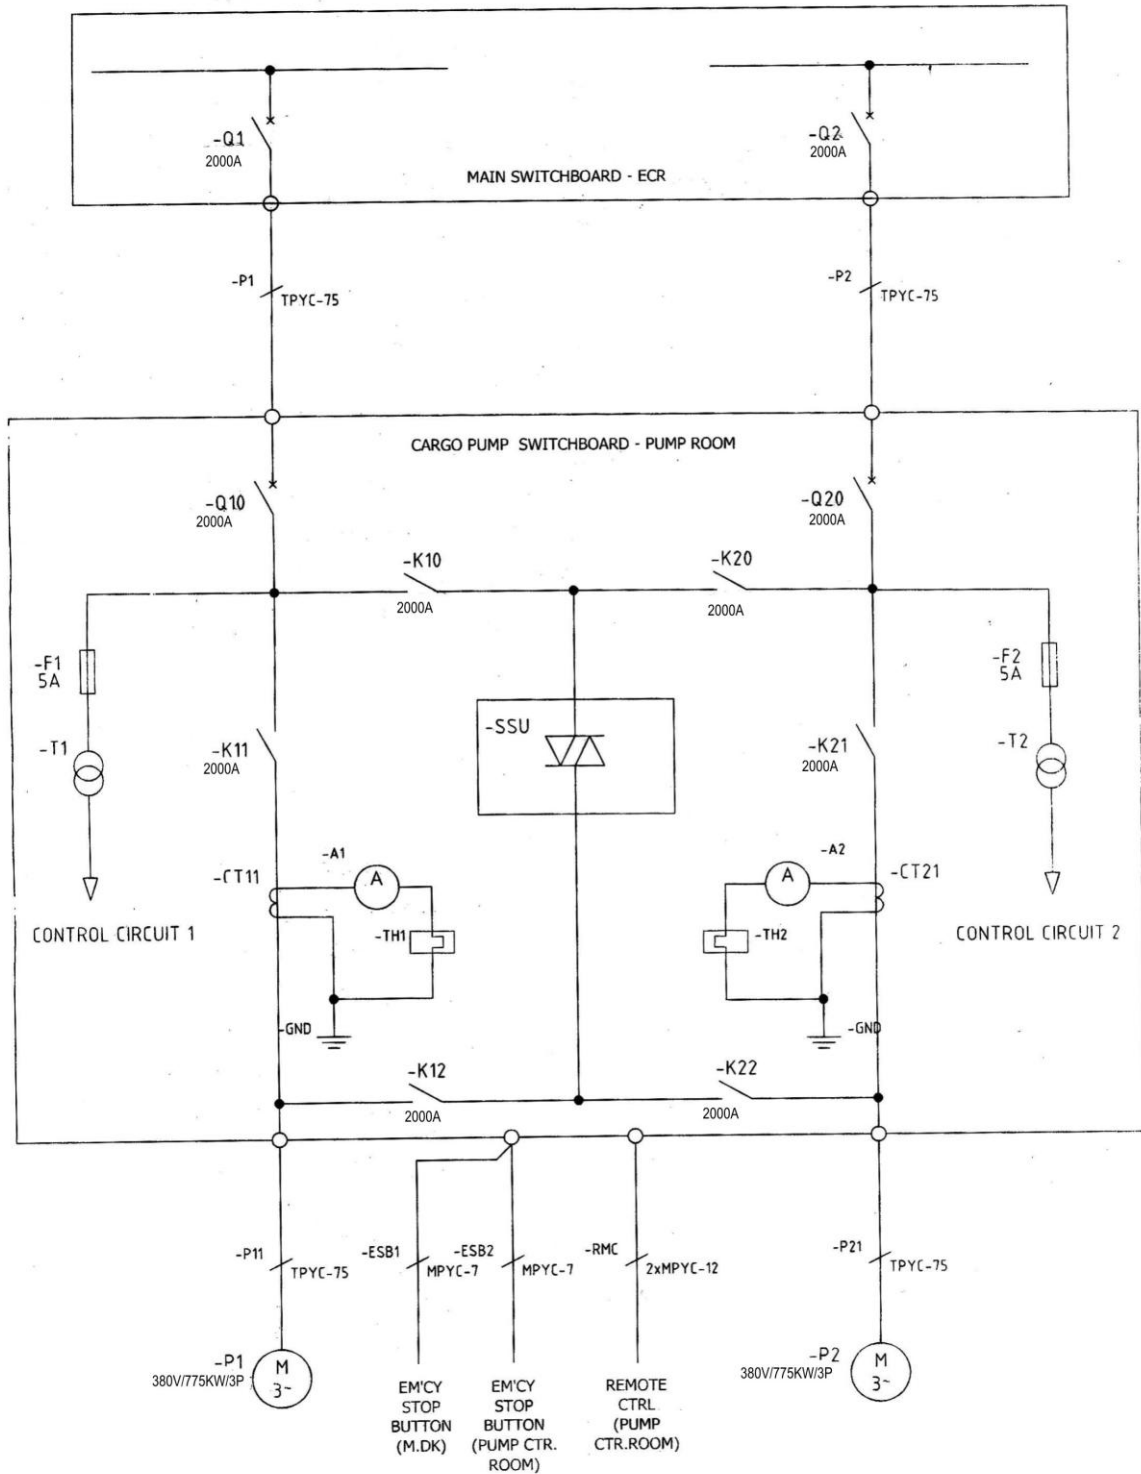 -Q1
2000A
-Q2
2000A
MAIN SWITCHBOARD - ECR
-P1
TPYC-75
-P2
TPYC-75
CARGO PUMP SWITCHBOARD - PUMP ROOM
-Q10
2000A
-Q20
2000A
-K10
2000A
-K20
2000A
-F1
5A
-F2
5A
-T1
-K11
2000A
-SSU
-K21
2000A
-T2
-A1
A
-A2
A
-CT11
-CT21
CONTROL CIRCUIT 1
-TH1
-TH2
CONTROL CIRCUIT 2
-GND
-GND
-K12
2000A
-K22
2000A
-P11
TPYC-75
-ESB1
MPYC-7
-ESB2
MPYC-7
-RMC
2xMPYC-12
-P21
TPYC-75
-P1
380V/775KW/3P
M
3~
EM'CY
STOP
BUTTON
(M.DK)
EM'CY
STOP
BUTTON
(PUMP CTR.
ROOM)
REMOTE
CTRL
(PUMP
CTR.ROOM)
-P2
380V/775KW/3P
M
3~